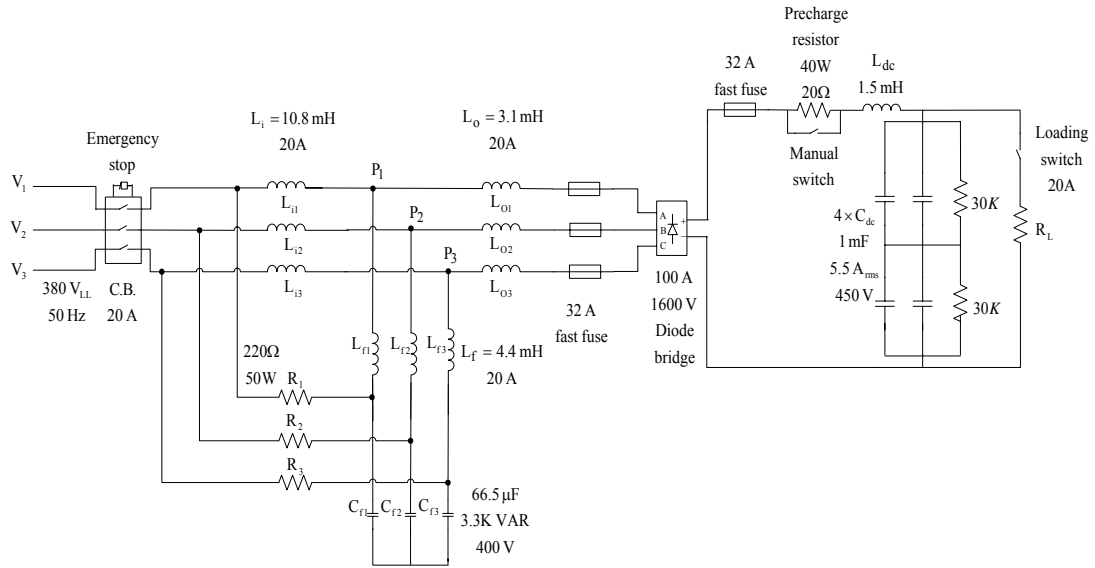 Precharge
resistor
40W
20Ω
32 A
fast fuse
L_dc
1.5 mH
Manual
switch
Loading
switch
20A
R_L
30K
30K
4 × C_dc
1 mF
5.5 A_rms
450 V
L_i = 10.8 mH
20A
L_o = 3.1 mH
20A
Emergency
stop
V_1
V_2
V_3
380 V_LL
50 Hz
C.B.
20 A
P_1
P_2
P_3
L_i1
L_i2
L_i3
L_O1
L_O2
L_O3
A
B
C
+
−
100 A
1600 V
Diode
bridge
32 A
fast fuse
L_f1
L_f2
L_f3
L_f = 4.4 mH
20 A
220Ω
50W
R_1
R_2
R_3
C_f1
C_f2
C_f3
66.5 μF
3.3K VAR
400 V